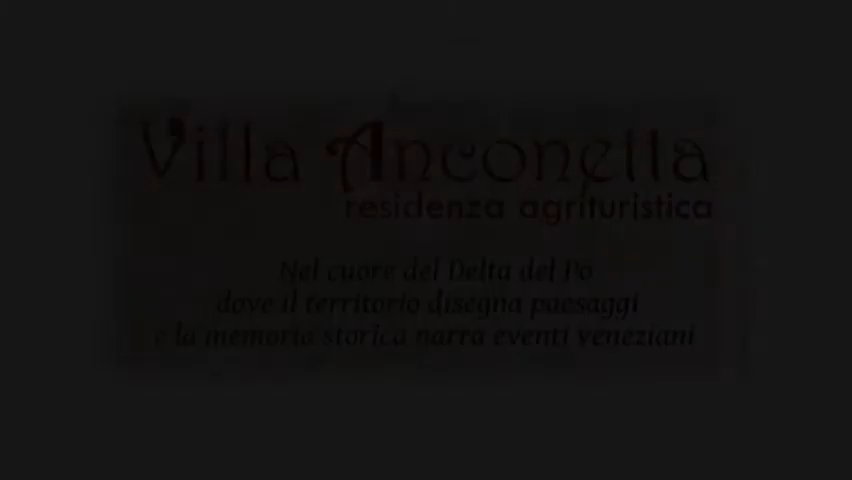 Villa Anconetta
residenza agrituristica
Nel cuore del Delta del Po
dove il territorio disegna paesaggi
e la memoria storica narra eventi veneziani